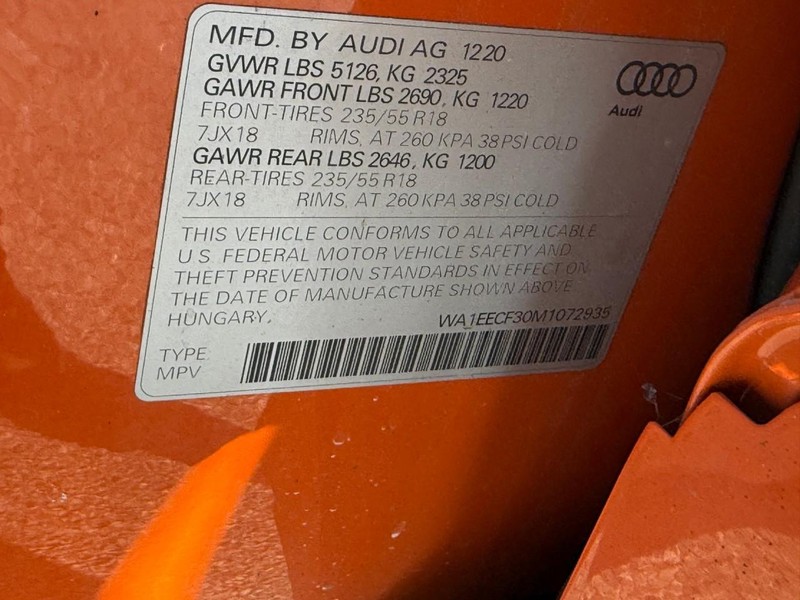 MFD. BY AUDI AG 1220
GVWR LBS 5126, KG 2325
GAWR FRONT LBS 2690, KG 1220
FRONT-TIRES 235/55 R18
7JX18 RIMS, AT 260 KPA 38 PSI COLD
GAWR REAR LBS 2646, KG 1200
REAR-TIRES 235/55 R18
7JX18 RIMS, AT 260 KPA 38 PSI COLD
Audi
THIS VEHICLE CONFORMS TO ALL APPLICABLE
U.S. FEDERAL MOTOR VEHICLE SAFETY AND
THEFT PREVENTION STANDARDS IN EFFECT ON
THE DATE OF MANUFACTURE SHOWN ABOVE
HUNGARY. WA1EECF30M1072935
TYPE
MPV